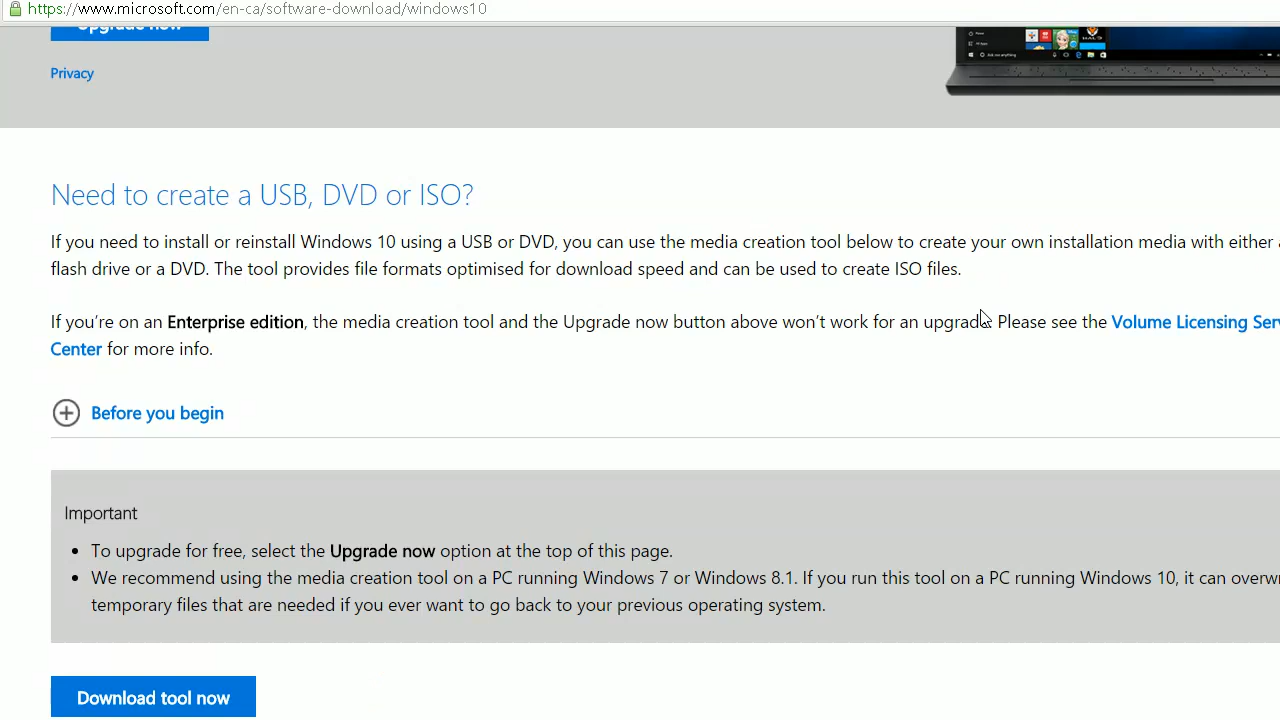 https://www.microsoft.com/en-ca/software-download/windows10
Upgrade now
Privacy
Need to create a USB, DVD or ISO?
If you need to install or reinstall Windows 10 using a USB or DVD, you can use the media creation tool below to create your own installation media with either
flash drive or a DVD. The tool provides file formats optimised for download speed and can be used to create ISO files.
If you’re on an Enterprise edition, the media creation tool and the Upgrade now button above won’t work for an upgrade. Please see the Volume Licensing Ser
Center for more info.
Before you begin
Important
• To upgrade for free, select the Upgrade now option at the top of this page.
• We recommend using the media creation tool on a PC running Windows 7 or Windows 8.1. If you run this tool on a PC running Windows 10, it can overw
temporary files that are needed if you ever want to go back to your previous operating system.
Download tool now